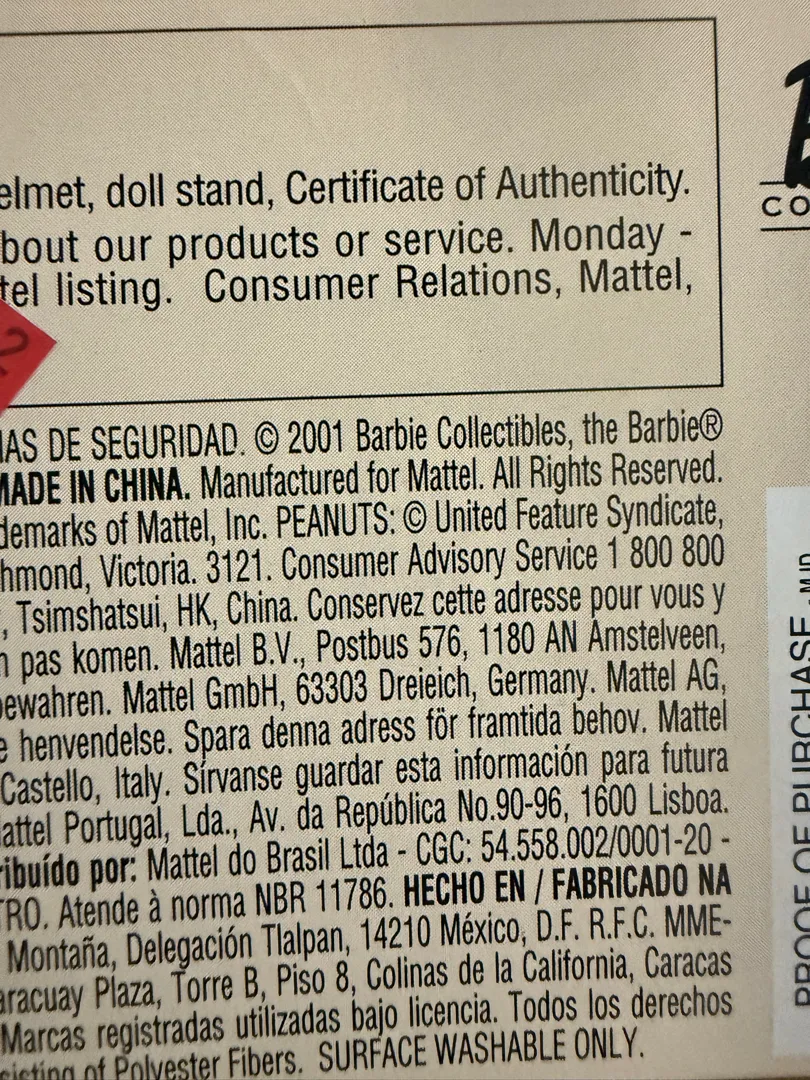 elmet, doll stand, Certificate of Authenticity.
bout our products or service. Monday -
tel listing. Consumer Relations, Mattel,
2
IAS DE SEGURIDAD. © 2001 Barbie Collectibles, the Barbie®
MADE IN CHINA. Manufactured for Mattel. All Rights Reserved.
demarks of Mattel, Inc. PEANUTS: © United Feature Syndicate,
hmond, Victoria. 3121. Consumer Advisory Service 1 800 800
, Tsimshatsui, HK, China. Conservez cette adresse pour vous y
n pas komen. Mattel B.V., Postbus 576, 1180 AN Amstelveen,
ewahren. Mattel GmbH, 63303 Dreieich, Germany. Mattel AG,
e henvendelse. Spara denna adress för framtida behov. Mattel
Castello, Italy. Sírvanse guardar esta información para futura
attel Portugal, Lda., Av. da República No.90-96, 1600 Lisboa.
ribuído por: Mattel do Brasil Ltda - CGC: 54.558.002/0001-20 -
TRO. Atende à norma NBR 11786. HECHO EN / FABRICADO NA
Montaña, Delegación Tlalpan, 14210 México, D.F. R.F.C. MME-
aracuay Plaza, Torre B, Piso 8, Colinas de la California, Caracas
Marcas registradas utilizadas bajo licencia. Todos los derechos
sisting of Polyester Fibers. SURFACE WASHABLE ONLY.
CO
PROOF OF PURCHASE